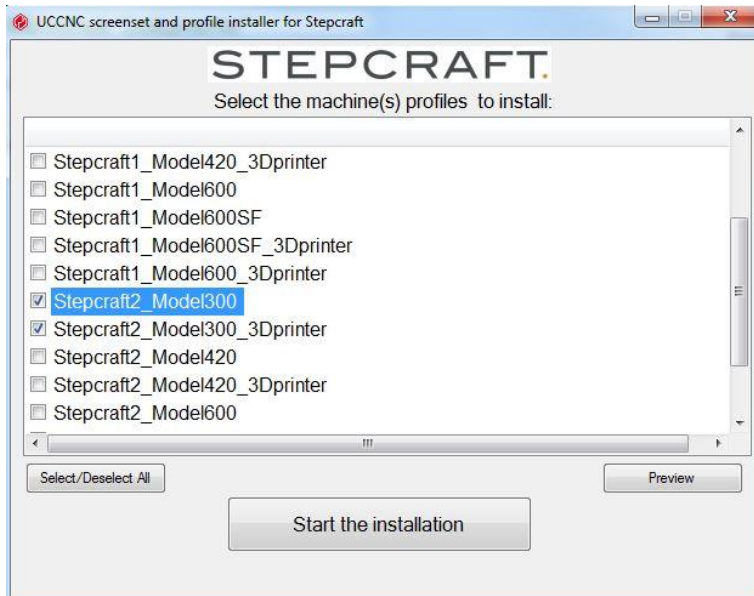 UCCNC screenset and profile installer for Stepcraft
STEPCRAFT.
Select the machine(s) profiles to install:
Stepcraft1_Model420_3Dprinter
Stepcraft1_Model600
Stepcraft1_Model600SF
Stepcraft1_Model600SF_3Dprinter
Stepcraft1_Model600_3Dprinter
Stepcraft2_Model300
Stepcraft2_Model300_3Dprinter
Stepcraft2_Model420
Stepcraft2_Model420_3Dprinter
Stepcraft2_Model600
Select/Deselect All
Preview
Start the installation